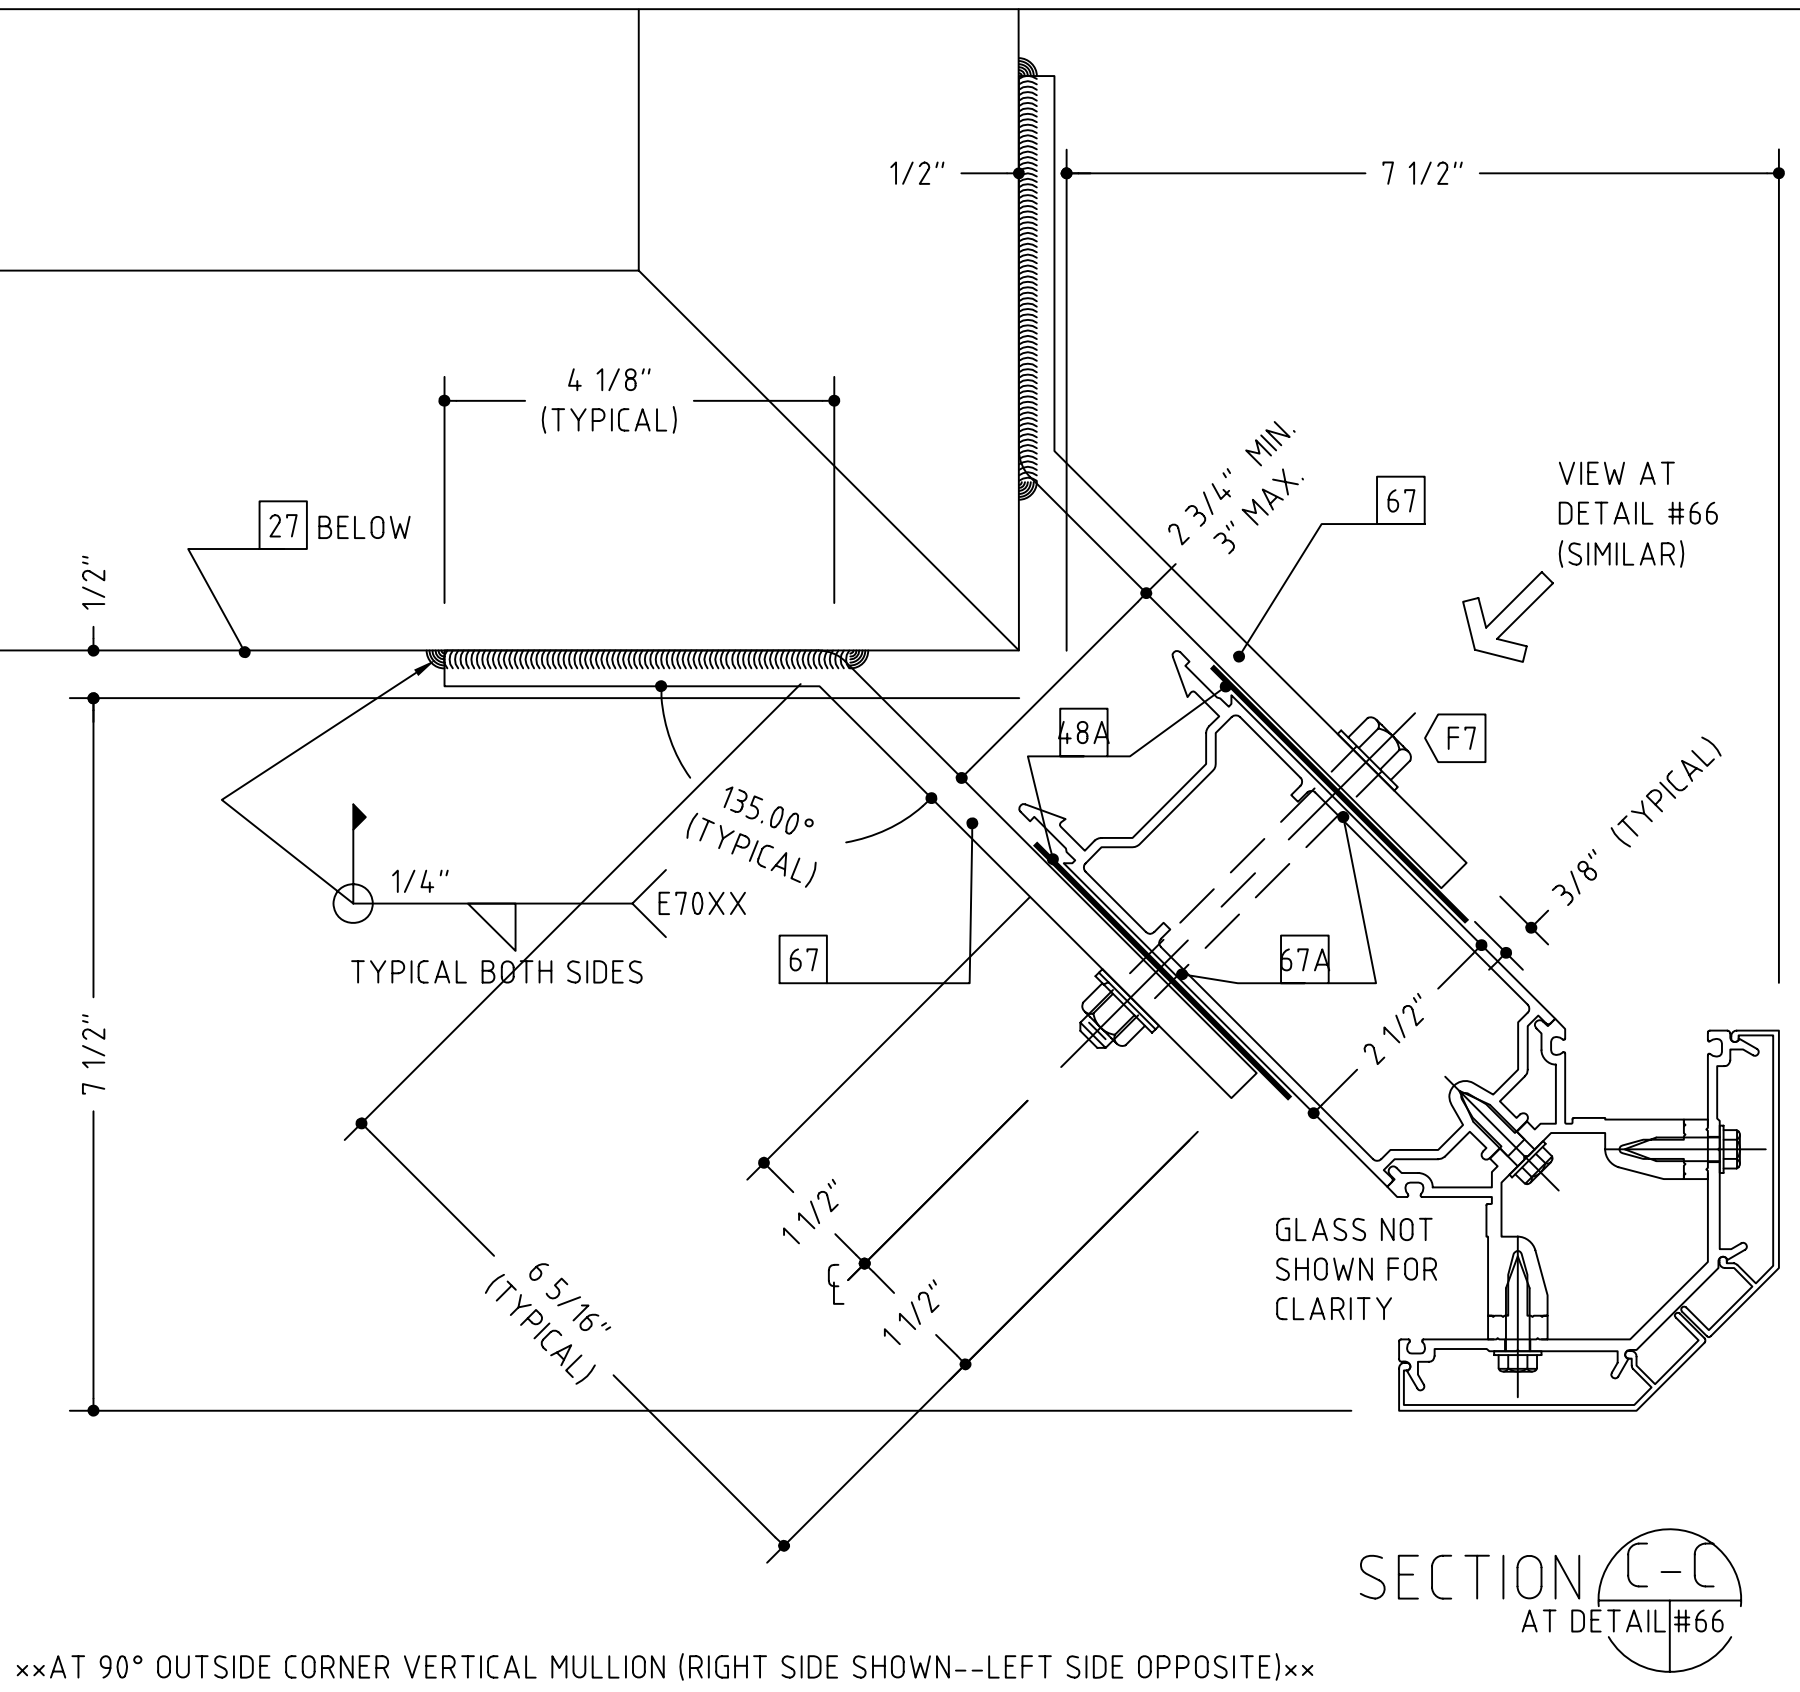 1/2"
7 1/2"
4 1/8"
(TYPICAL)
2 3/4" MIN.
3" MAX.
67
VIEW AT
DETAIL #66
(SIMILAR)
27 BELOW
1/2"
48A
F7
135.00°
(TYPICAL)
3/8" (TYPICAL)
1/4"
E70XX
TYPICAL BOTH SIDES
67
67A
7 1/2"
2 1/2"
1 1/2"
℄
1 1/2"
6 5/16"
(TYPICAL)
GLASS NOT
SHOWN FOR
CLARITY
SECTION C-C
AT DETAIL #66
××AT 90° OUTSIDE CORNER VERTICAL MULLION (RIGHT SIDE SHOWN--LEFT SIDE OPPOSITE)××